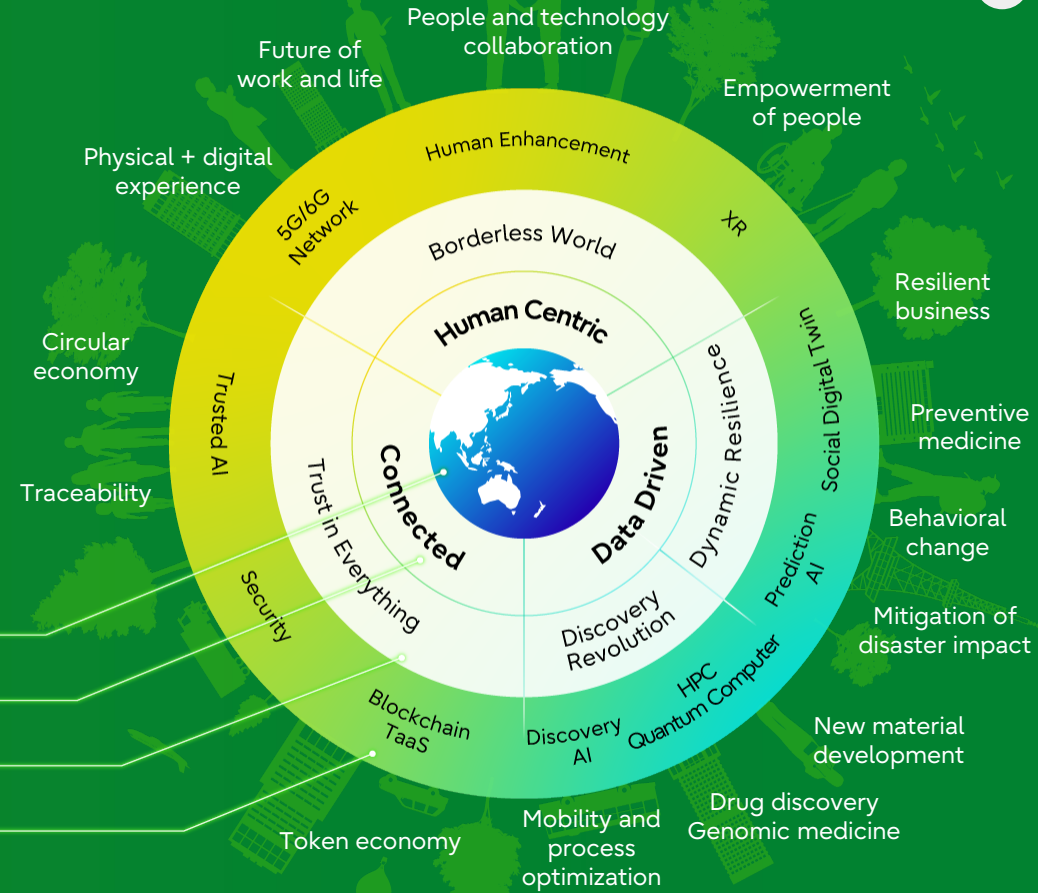 People and technology
collaboration
Future of
work and life
Empowerment
of people
Physical + digital
experience
Human Enhancement
5G/6G
Network
XR
Borderless World
Resilient
business
Human Centric
Circular
economy
Social Digital Twin
Dynamic Resilience
Trusted AI
Preventive
medicine
Connected
Data Driven
Trust in Everything
Traceability
Behavioral
change
Prediction
AI
Security
Discovery
Revolution
Mitigation of
disaster impact
HPC
Quantum Computer
Blockchain
TaaS
Discovery
AI
New material
development
Drug discovery
Genomic medicine
Token economy
Mobility and
process
optimization